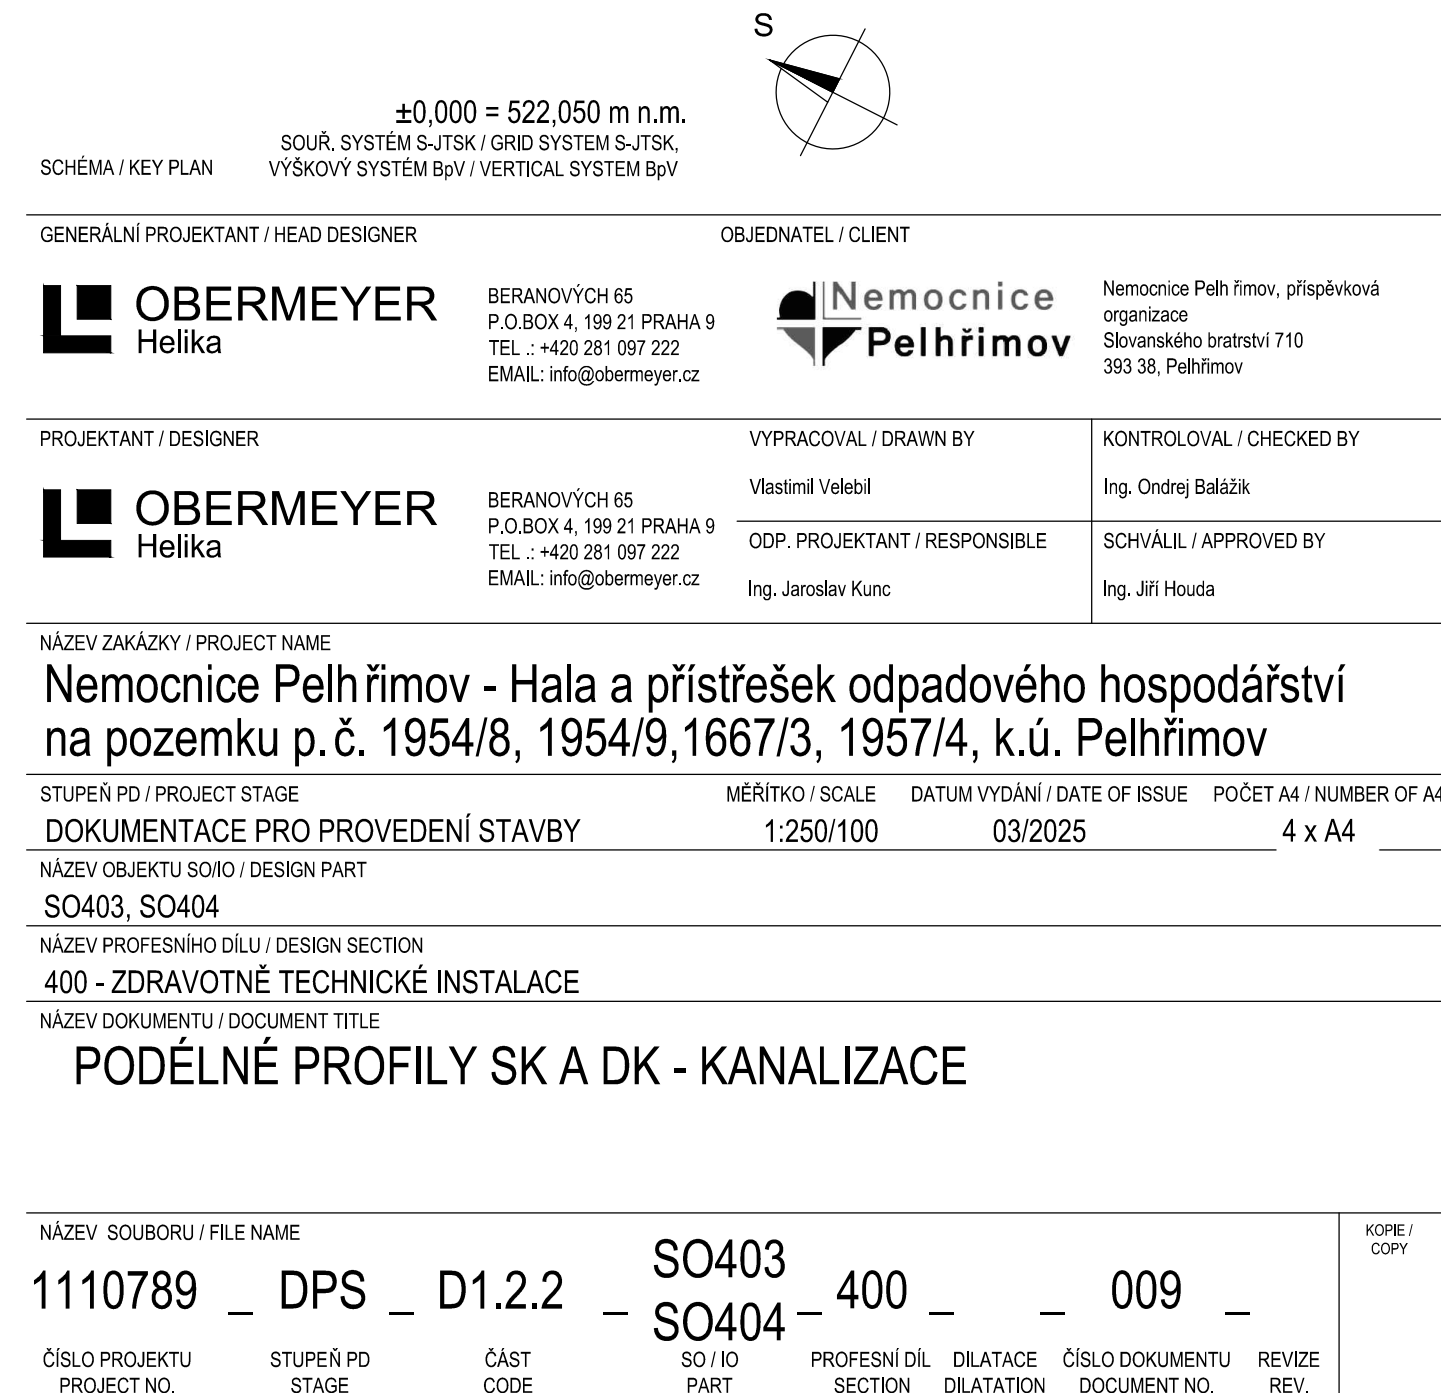 S
±0,000 = 522,050 m n.m.
SOUŘ. SYSTÉM S-JTSK / GRID SYSTEM S-JTSK,
SCHÉMA / KEY PLAN VÝŠKOVÝ SYSTÉM BpV / VERTICAL SYSTEM BpV
GENERÁLNÍ PROJEKTANT / HEAD DESIGNER OBJEDNATEL / CLIENT
OBERMEYER
Helika
BERANOVÝCH 65
P.O.BOX 4, 199 21 PRAHA 9
TEL .: +420 281 097 222
EMAIL: info@obermeyer.cz
Nemocnice
Pelhřimov
Nemocnice Pelh řimov, příspěvková
organizace
Slovanského bratrství 710
393 38, Pelhřimov
PROJEKTANT / DESIGNER
OBERMEYER
Helika
BERANOVÝCH 65
P.O.BOX 4, 199 21 PRAHA 9
TEL .: +420 281 097 222
EMAIL: info@obermeyer.cz
VYPRACOVAL / DRAWN BY
Vlastimil Velebil
KONTROLOVAL / CHECKED BY
Ing. Ondrej Balážik
ODP. PROJEKTANT / RESPONSIBLE
Ing. Jaroslav Kunc
SCHVÁLIL / APPROVED BY
Ing. Jiří Houda
NÁZEV ZAKÁZKY / PROJECT NAME
Nemocnice Pelhřimov - Hala a přístřešek odpadového hospodářství
na pozemku p.č. 1954/8, 1954/9,1667/3, 1957/4, k.ú. Pelhřimov
STUPEŇ PD / PROJECT STAGE MĚŘÍTKO / SCALE DATUM VYDÁNÍ / DATE OF ISSUE POČET A4 / NUMBER OF A4
DOKUMENTACE PRO PROVEDENÍ STAVBY 1:250/100 03/2025 4 x A4
NÁZEV OBJEKTU SO/IO / DESIGN PART
SO403, SO404
NÁZEV PROFESNÍHO DÍLU / DESIGN SECTION
400 - ZDRAVOTNĚ TECHNICKÉ INSTALACE
NÁZEV DOKUMENTU / DOCUMENT TITLE
PODÉLNÉ PROFILY SK A DK - KANALIZACE
NÁZEV SOUBORU / FILE NAME
KOPIE /
COPY
1110789 _ DPS _ D1.2.2 _ SO403 SO404 _ 400 _ _ 009 _
ČÍSLO PROJEKTU STUPEŇ PD ČÁST SO / IO PROFESNÍ DÍL DILATACE ČÍSLO DOKUMENTU REVIZE
PROJECT NO. STAGE CODE PART SECTION DILATATION DOCUMENT NO. REV.